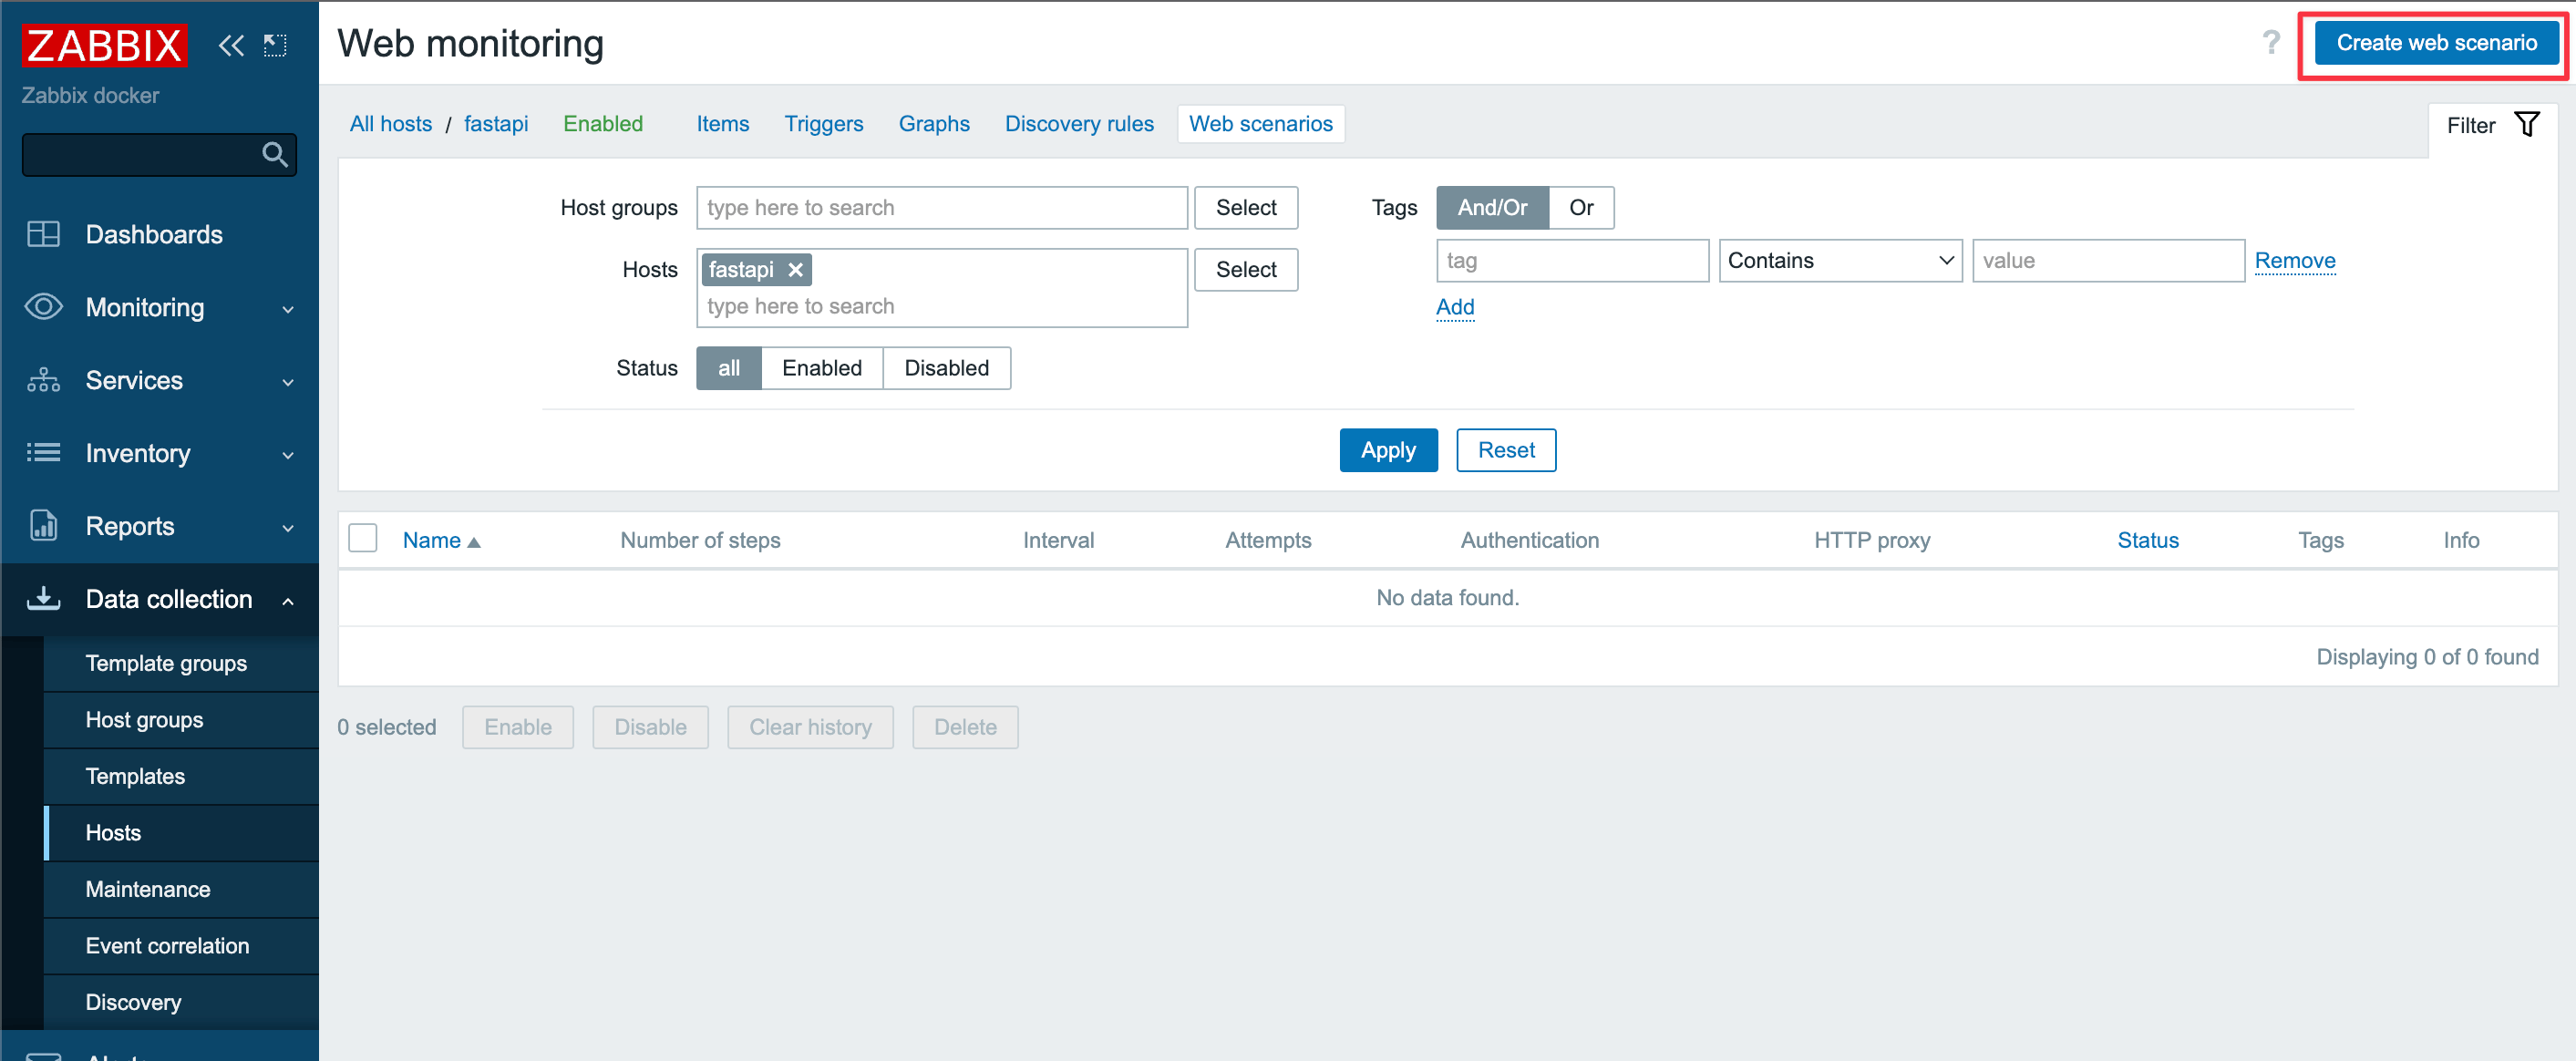 ZABBIX
Zabbix docker
Dashboards
Monitoring
Services
Inventory
Reports
Data collection
Template groups
Host groups
Templates
Hosts
Maintenance
Event correlation
Discovery
Web monitoring
? Create web scenario
All hosts / fastapi Enabled Items Triggers Graphs Discovery rules Web scenarios
Filter
Host groups type here to search Select
Tags And/Or Or
Hosts fastapi Select
type here to search
tag Contains value Remove
Add
Status all Enabled Disabled
Apply Reset
Name Number of steps Interval Attempts Authentication HTTP proxy Status Tags Info
No data found.
Displaying 0 of 0 found
0 selected Enable Disable Clear history Delete